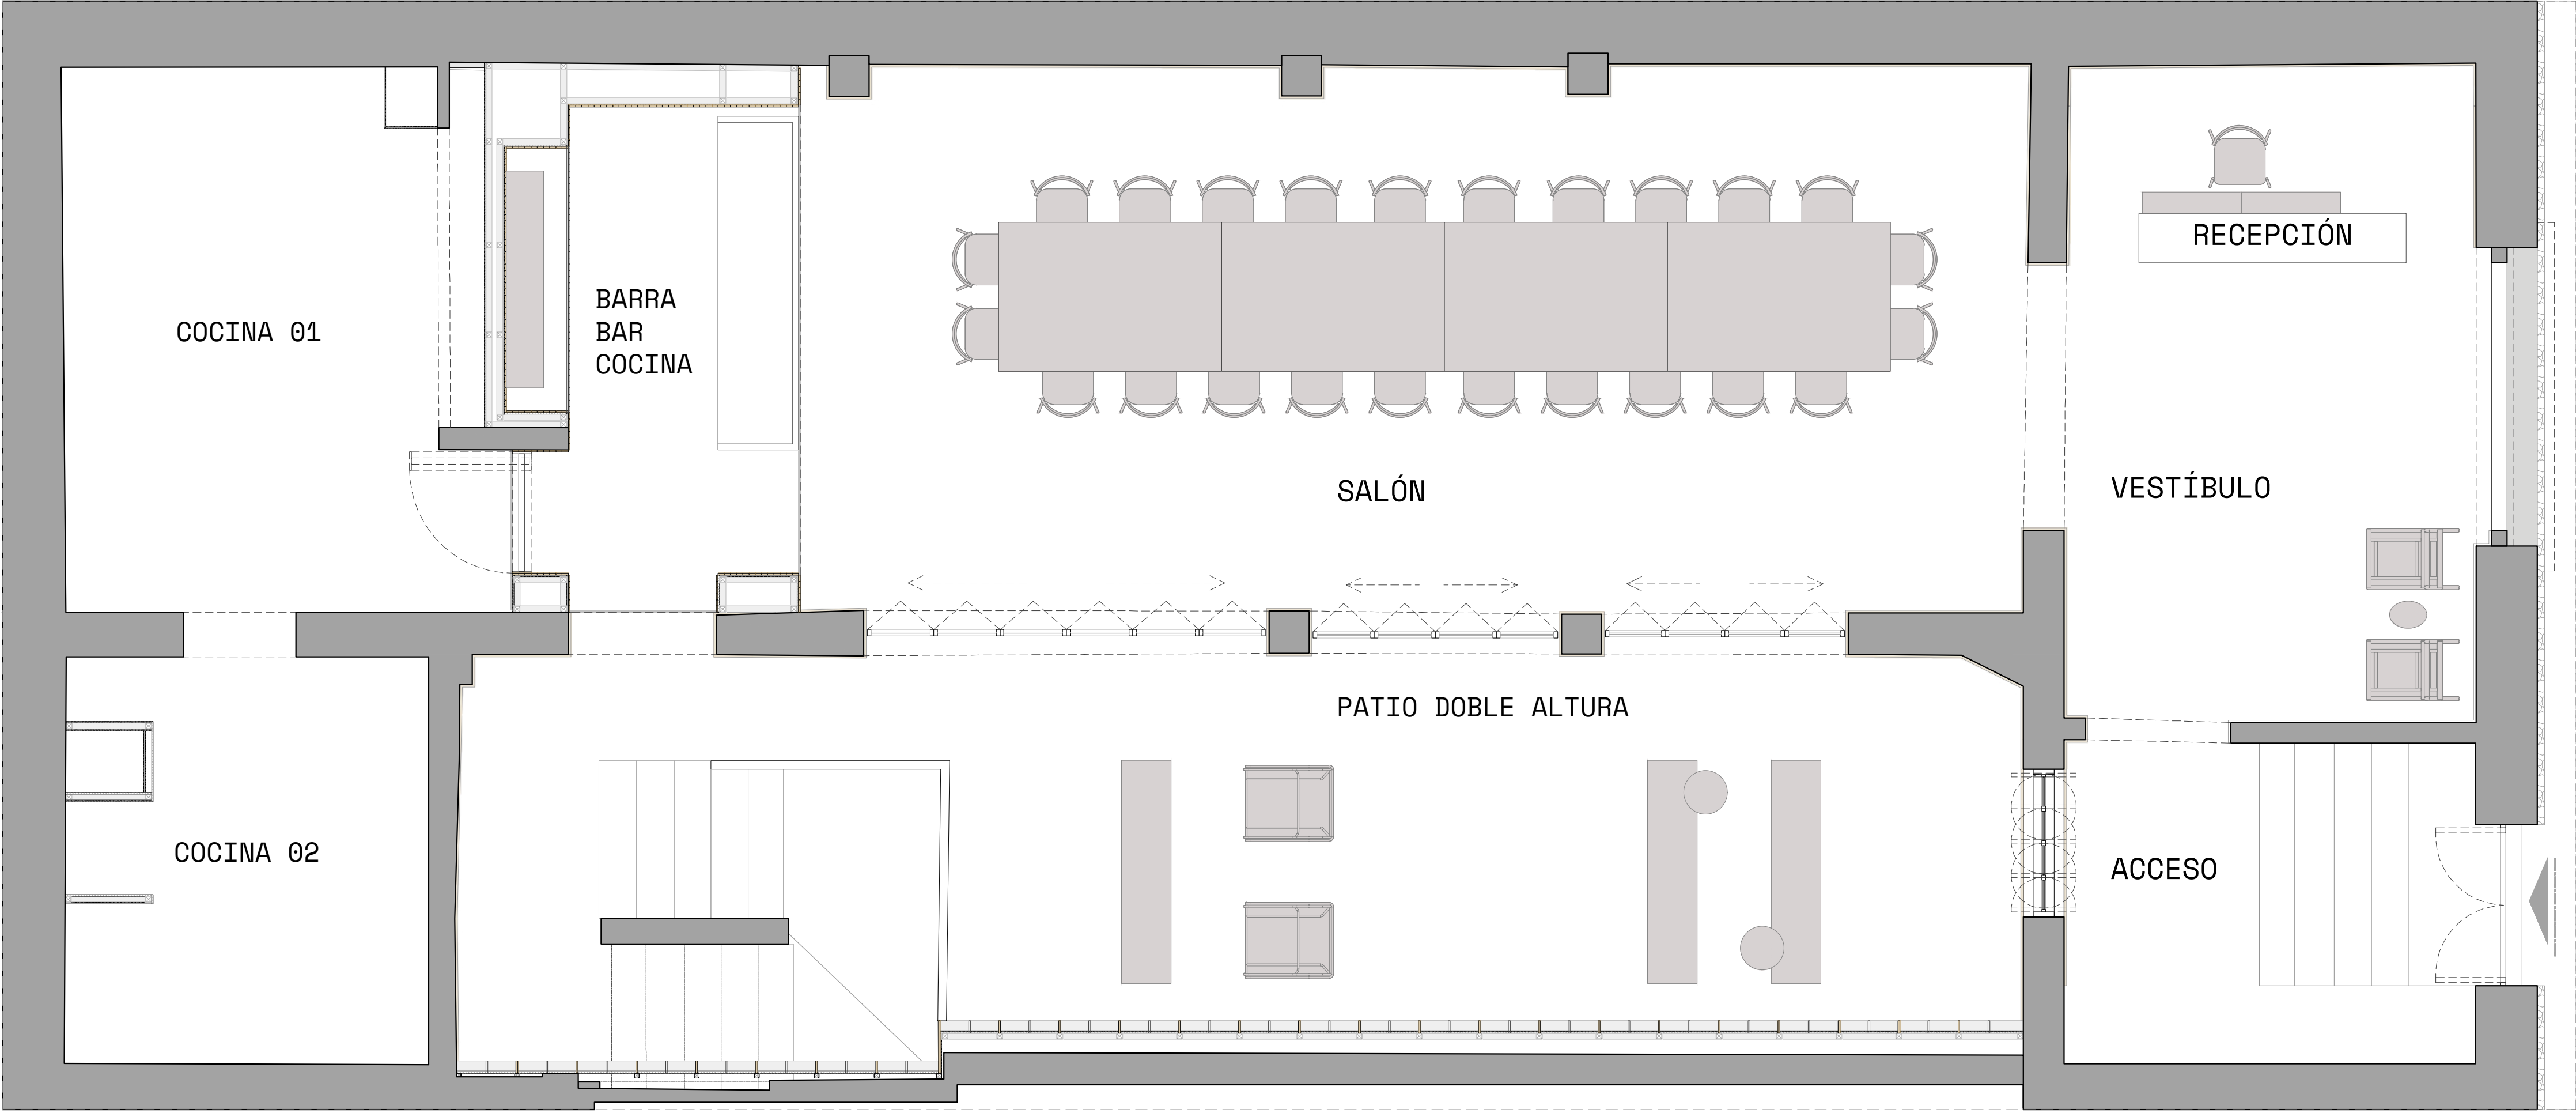 RECEPCIÓN
BARRA
BAR
COCINA
COCINA 01
SALÓN
VESTÍBULO
PATIO DOBLE ALTURA
COCINA 02
ACCESO